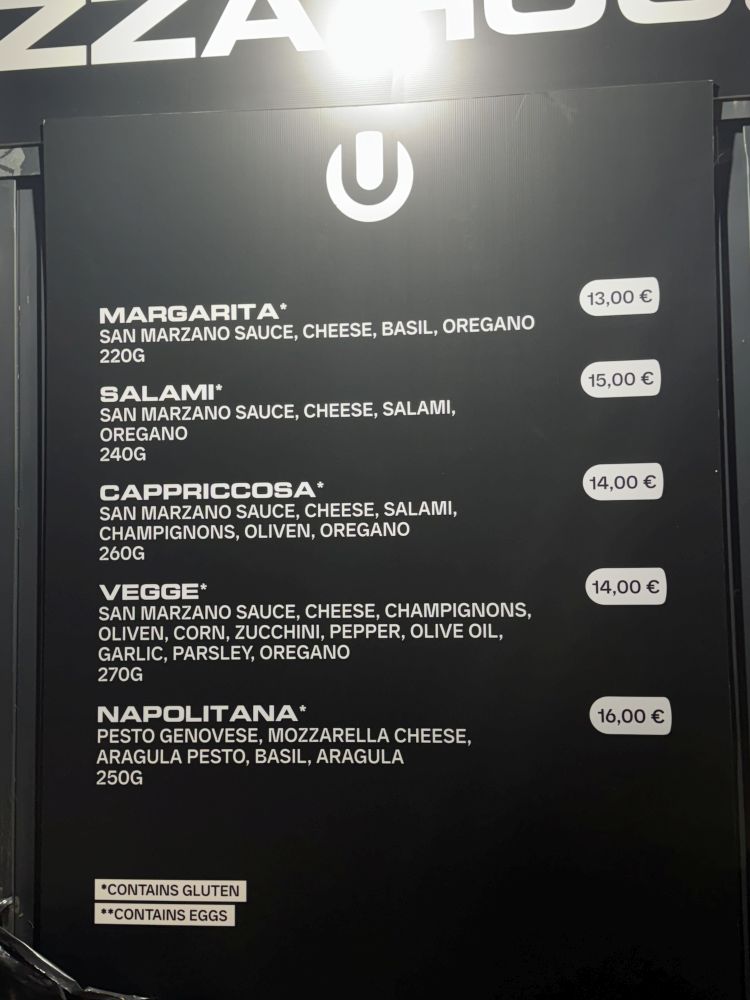 MARGARITA*
13,00 €
SAN MARZANO SAUCE, CHEESE, BASIL, OREGANO
220G
SALAMI*
15,00 €
SAN MARZANO SAUCE, CHEESE, SALAMI,
OREGANO
240G
CAPPRICCOSA*
14,00 €
SAN MARZANO SAUCE, CHEESE, SALAMI,
CHAMPIGNONS, OLIVEN, OREGANO
260G
VEGGE*
14,00 €
SAN MARZANO SAUCE, CHEESE, CHAMPIGNONS,
OLIVEN, CORN, ZUCCHINI, PEPPER, OLIVE OIL,
GARLIC, PARSLEY, OREGANO
270G
NAPOLITANA*
16,00 €
PESTO GENOVESE, MOZZARELLA CHEESE,
ARAGULA PESTO, BASIL, ARAGULA
250G
*CONTAINS GLUTEN
**CONTAINS EGGS